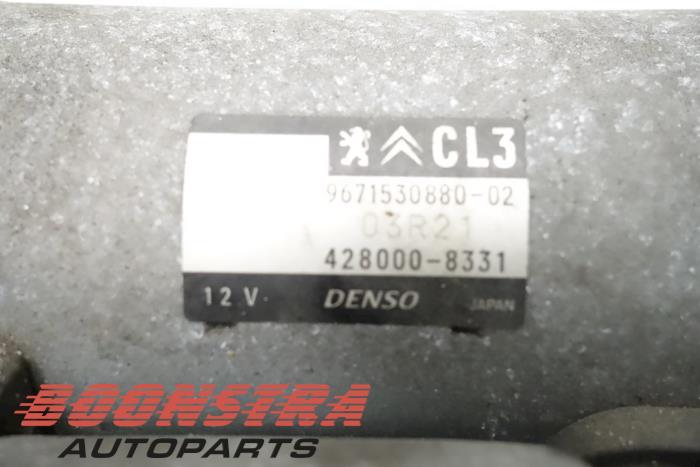 CL3
9671530880-02
03R21
428000-8331
12 V. DENSO JAPAN
BOONSTRA
AUTOPARTS